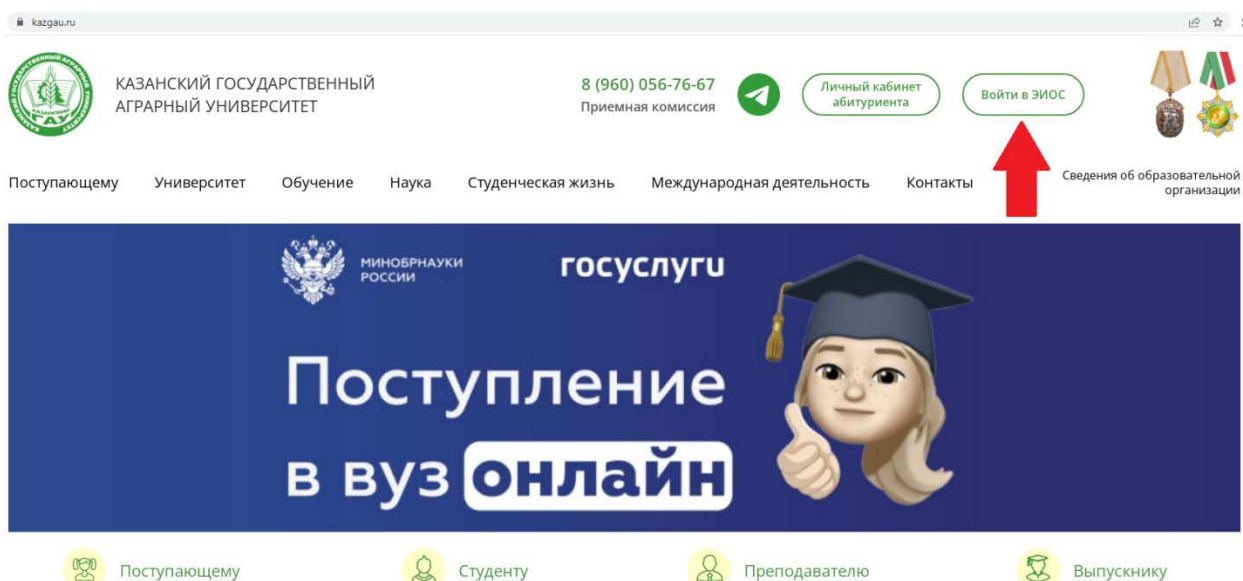 kazgau.ru
КАЗАНСКИЙ ГОСУДАРСТВЕННЫЙ
АГРАРНЫЙ УНИВЕРСИТЕТ
8 (960) 056-76-67
Приемная комиссия
Личный кабинет
абитуриента
Войти в ЭИОС
Поступающему Университет Обучение Наука Студенческая жизнь Международная деятельность Контакты
Сведения об образовательной
организации
МИНОБРНАУКИ
РОССИИ
госуслуги
Поступление
в вуз онлайн
Поступающему Студенту Преподавателю Выпускнику